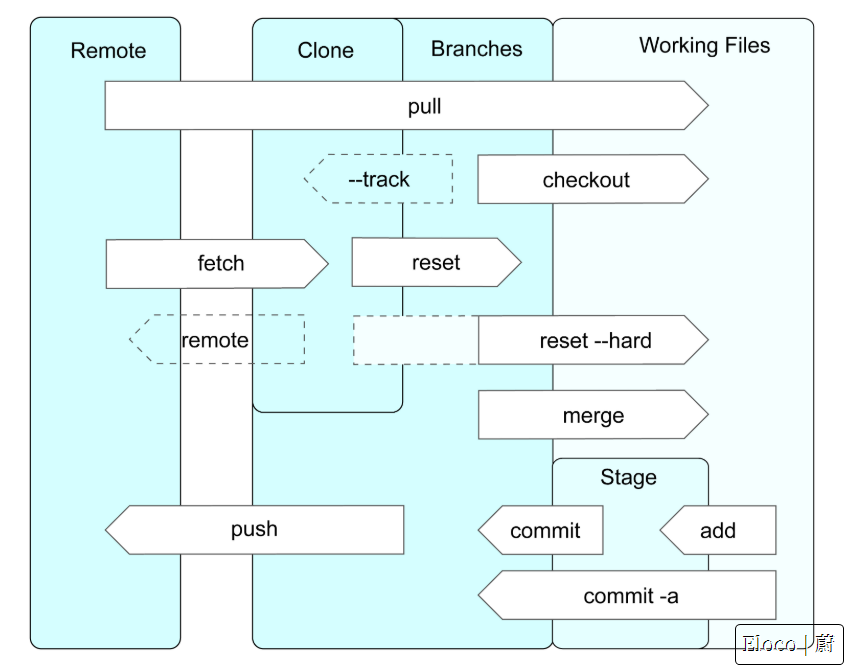 Remote
Clone
Branches
Working Files
pull
--track
checkout
fetch
reset
remote
reset --hard
merge
Stage
push
commit
add
commit -a
Eloco | 蔚